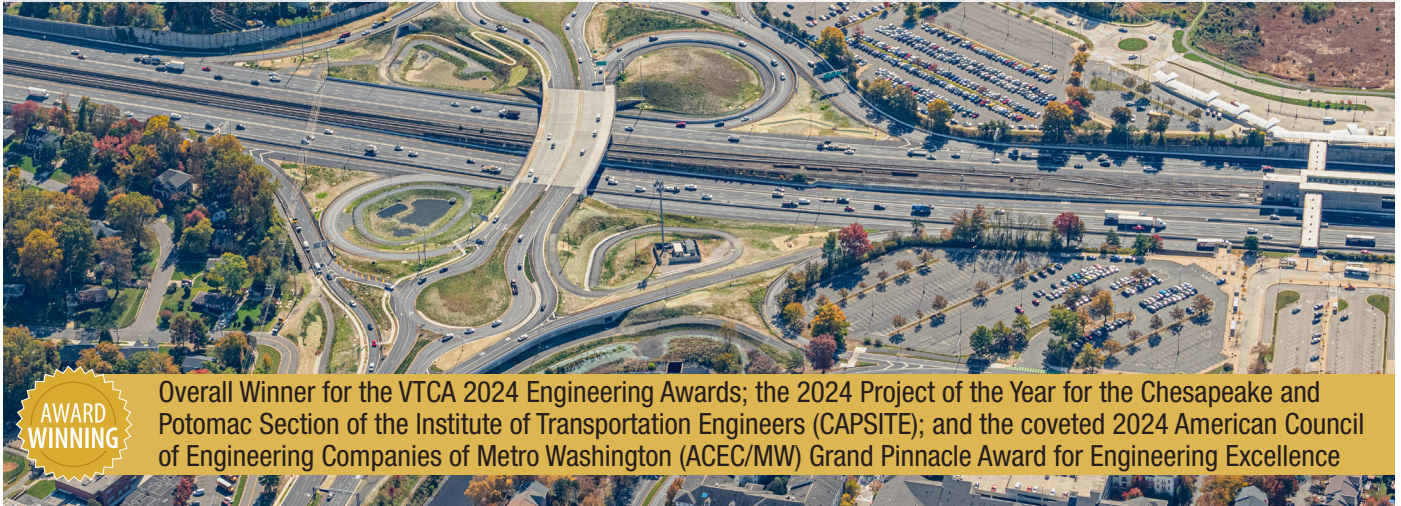 AWARD
WINNING
Overall Winner for the VTCA 2024 Engineering Awards; the 2024 Project of the Year for the Chesapeake and
Potomac Section of the Institute of Transportation Engineers (CAPSITE); and the coveted 2024 American Council
of Engineering Companies of Metro Washington (ACEC/MW) Grand Pinnacle Award for Engineering Excellence